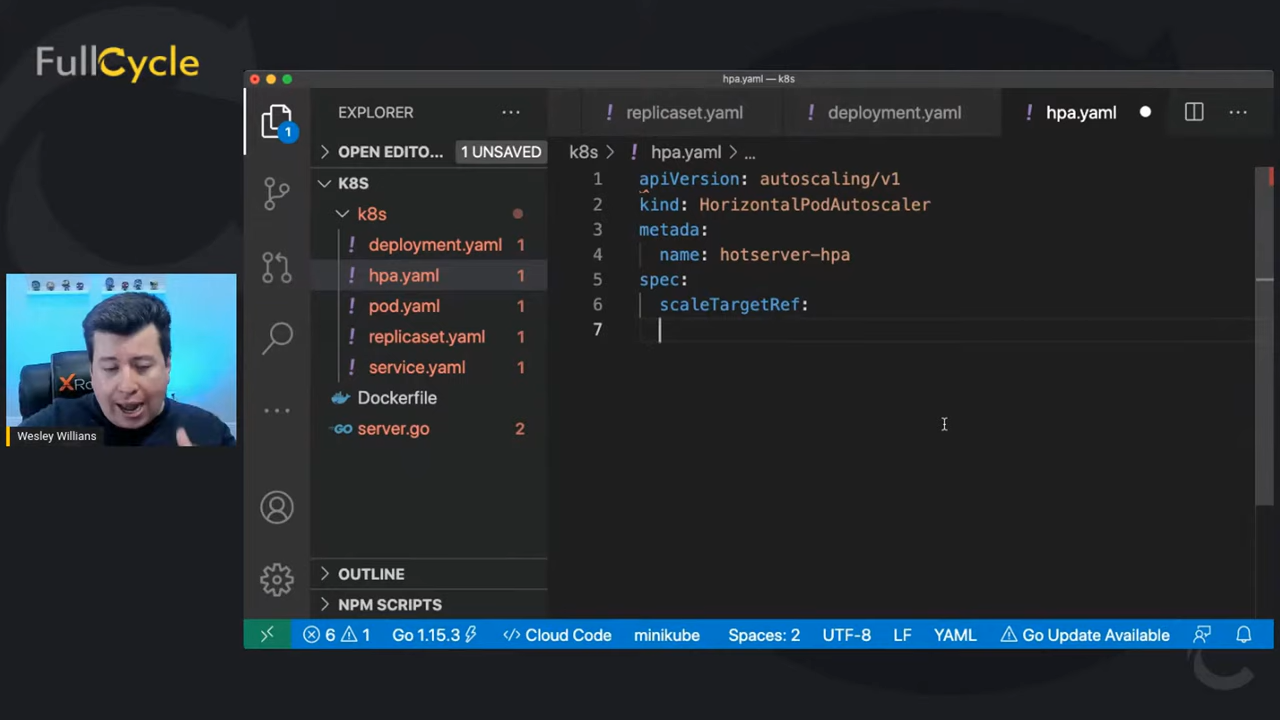 FullCycle
hpa.yaml — k8s
EXPLORER
replicaset.yaml
deployment.yaml
hpa.yaml
1
OPEN EDITO... 1 UNSAVED
k8s hpa.yaml ...
K8S
k8s
deployment.yaml 1
hpa.yaml 1
pod.yaml 1
replicaset.yaml 1
service.yaml 1
Dockerfile
GO server.go 2
1 apiVersion: autoscaling/v1
2 kind: HorizontalPodAutoscaler
3 metada:
4 name: hotserver-hpa
5 spec:
6 scaleTargetRef:
7
Wesley Willians
OUTLINE
NPM SCRIPTS
6 1 Go 1.15.3 Cloud Code minikube Spaces: 2 UTF-8 LF YAML Go Update Available